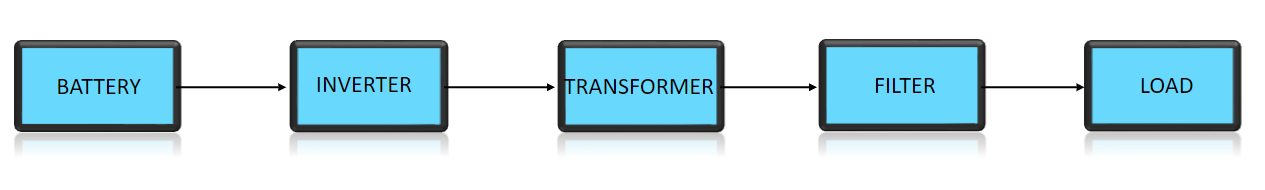 BATTERY
INVERTER
TRANSFORMER
FILTER
LOAD